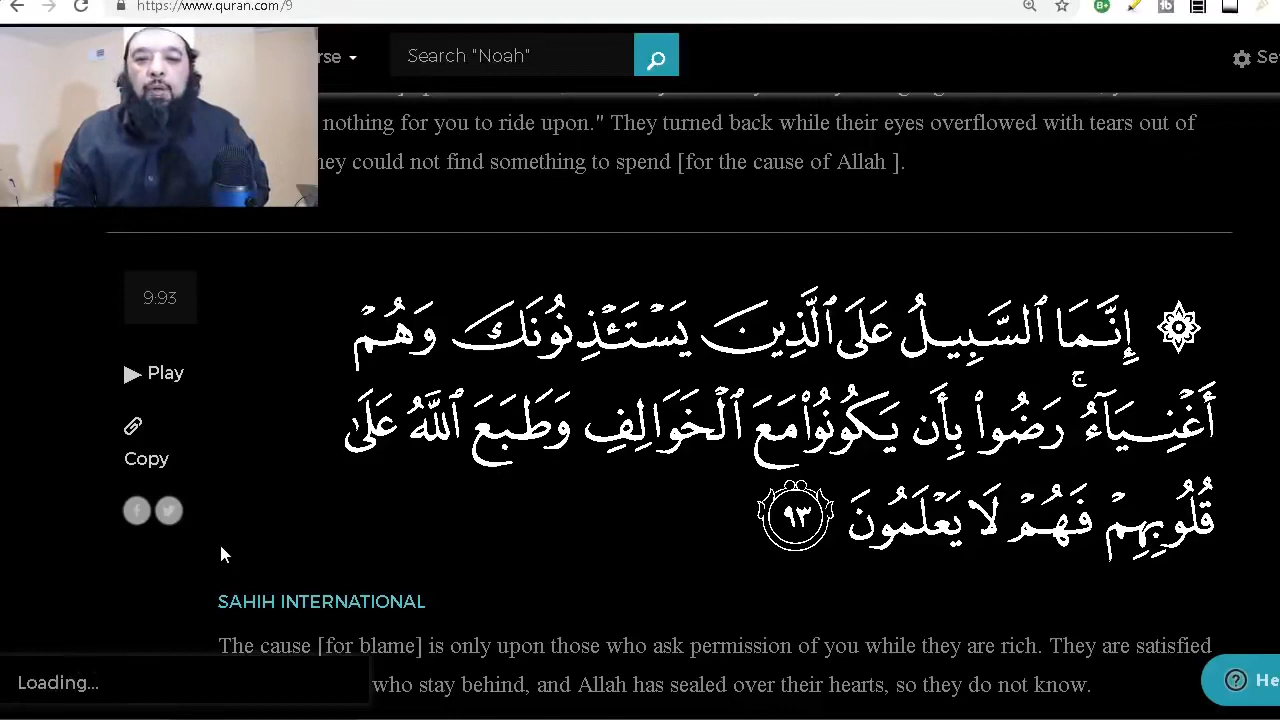 https://www.quran.com/9
rse
Search "Noah"
Se
nothing for you to ride upon." They turned back while their eyes overflowed with tears out of
hey could not find something to spend [for the cause of Allah ].
9:93
Play
Copy
۞ إِنَّمَا ٱلسَّبِيلُ عَلَى ٱلَّذِينَ يَسْتَـْٔذِنُونَكَ وَهُمْ
أَغْنِيَآءُ ۚ رَضُوا۟ بِأَن يَكُونُوا۟ مَعَ ٱلْخَوَالِفِ وَطَبَعَ ٱللَّهُ عَلَىٰ
قُلُوبِهِمْ فَهُمْ لَا يَعْلَمُونَ ٩٣
SAHIH INTERNATIONAL
The cause [for blame] is only upon those who ask permission of you while they are rich. They are satisfied
who stay behind, and Allah has sealed over their hearts, so they do not know.
Loading...
He